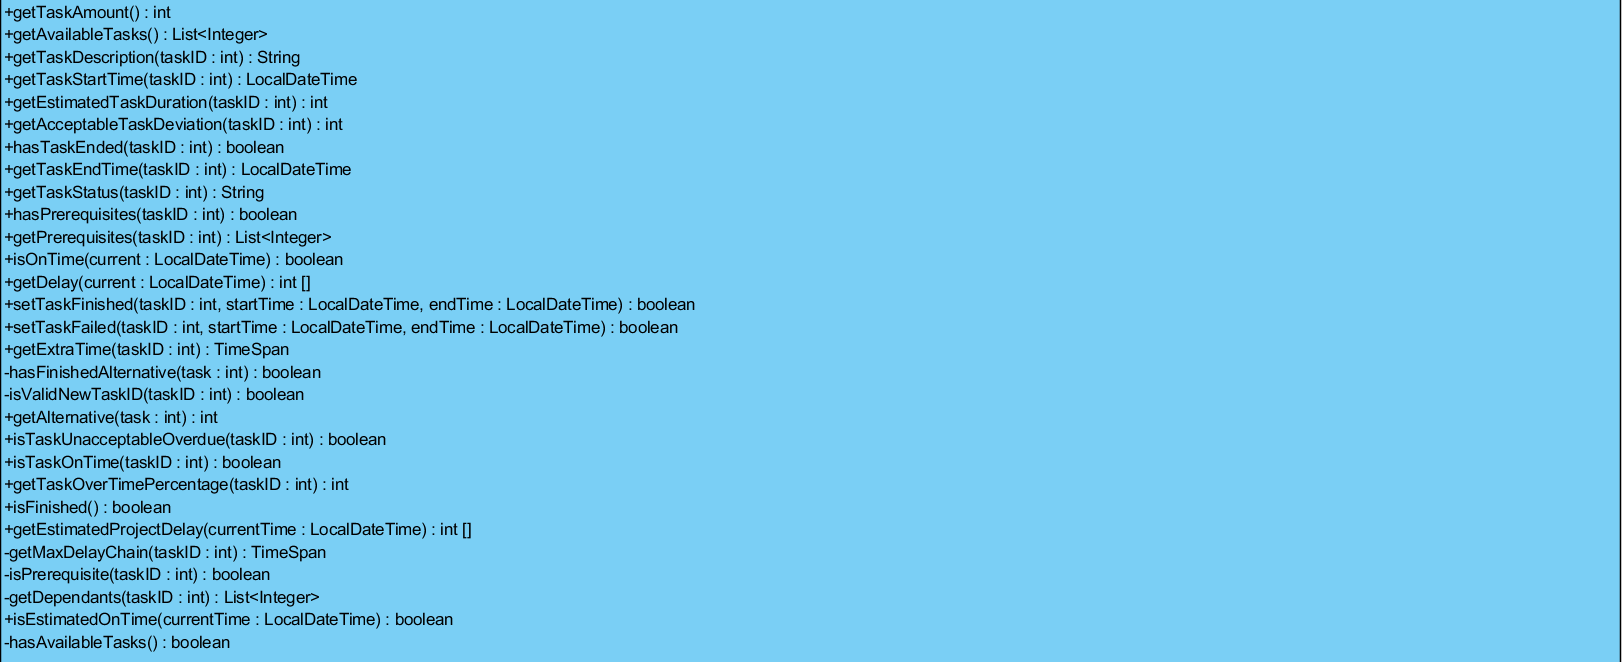 +getTaskAmount() : int
+getAvailableTasks() : List<Integer>
+getTaskDescription(taskID : int) : String
+getTaskStartTime(taskID : int) : LocalDateTime
+getEstimatedTaskDuration(taskID : int) : int
+getAcceptableTaskDeviation(taskID : int) : int
+hasTaskEnded(taskID : int) : boolean
+getTaskEndTime(taskID : int) : LocalDateTime
+getTaskStatus(taskID : int) : String
+hasPrerequisites(taskID : int) : boolean
+getPrerequisites(taskID : int) : List<Integer>
+isOnTime(current : LocalDateTime) : boolean
+getDelay(current : LocalDateTime) : int []
+setTaskFinished(taskID : int, startTime : LocalDateTime, endTime : LocalDateTime) : boolean
+setTaskFailed(taskID : int, startTime : LocalDateTime, endTime : LocalDateTime) : boolean
+getExtraTime(taskID : int) : TimeSpan
-hasFinishedAlternative(task : int) : boolean
-isValidNewTaskID(taskID : int) : boolean
+getAlternative(task : int) : int
+isTaskUnacceptableOverdue(taskID : int) : boolean
+isTaskOnTime(taskID : int) : boolean
+getTaskOverTimePercentage(taskID : int) : int
+isFinished() : boolean
+getEstimatedProjectDelay(currentTime : LocalDateTime) : int []
-getMaxDelayChain(taskID : int) : TimeSpan
-isPrerequisite(taskID : int) : boolean
-getDependants(taskID : int) : List<Integer>
+isEstimatedOnTime(currentTime : LocalDateTime) : boolean
-hasAvailableTasks() : boolean